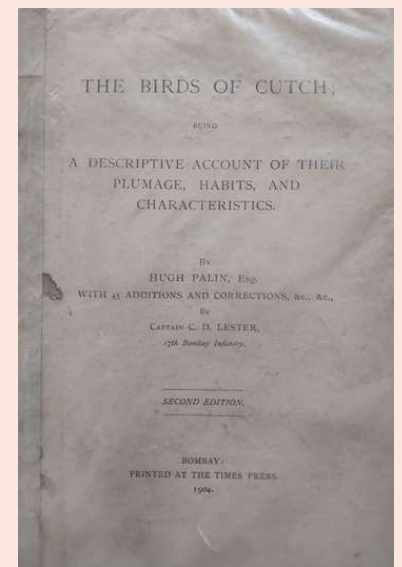 THE BIRDS OF CUTCH,
BEING
A DESCRIPTIVE ACCOUNT OF THEIR
PLUMAGE, HABITS, AND
CHARACTERISTICS.
BY
HUGH PALIN, ESQ.
WITH 45 ADDITIONS AND CORRECTIONS, &c., &c.,
BY
CAPTAIN C. D. LESTER,
17th Bombay Infantry.
SECOND EDITION.
BOMBAY:
PRINTED AT THE TIMES PRESS.
1904.